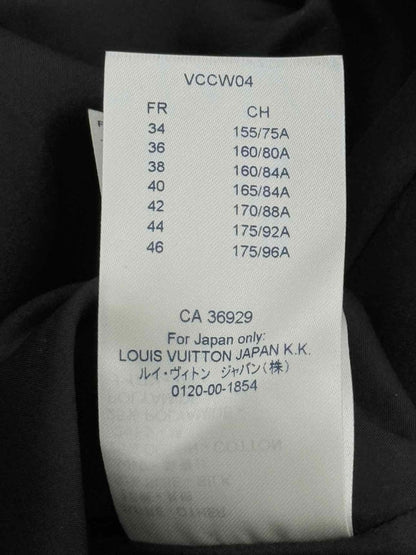 VCCW04
FR CH
34 155/75A
36 160/80A
38 160/84A
40 165/84A
42 170/88A
44 175/92A
46 175/96A
CA 36929
For Japan only:
LOUIS VUITTON JAPAN K.K.
ルイ・ヴィトン ジャパン(株)
0120-00-1854